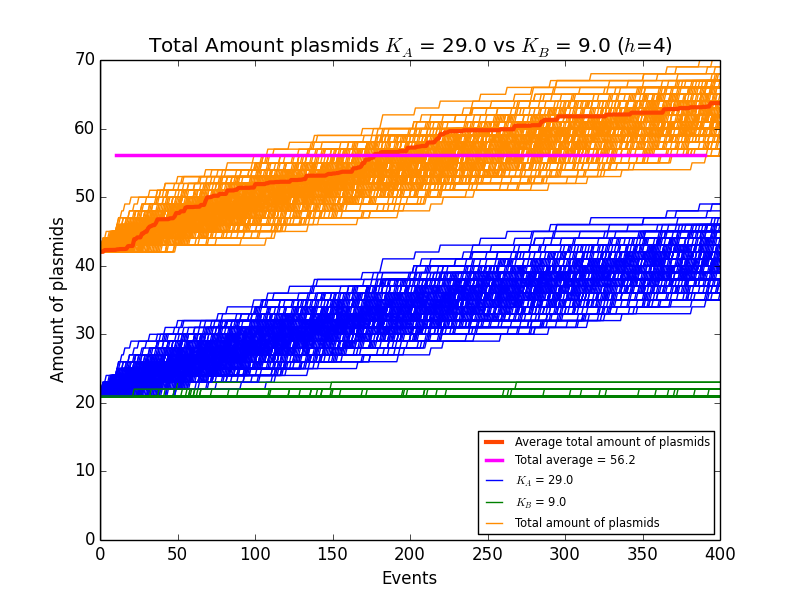 Total Amount plasmids K_A = 29.0 vs K_B = 9.0 (h=4)
70
60
50
40
30
20
10
0
Amount of plasmids
Average total amount of plasmids
Total average = 56.2
K_A = 29.0
K_B = 9.0
Total amount of plasmids
0 50 100 150 200 250 300 350 400
Events